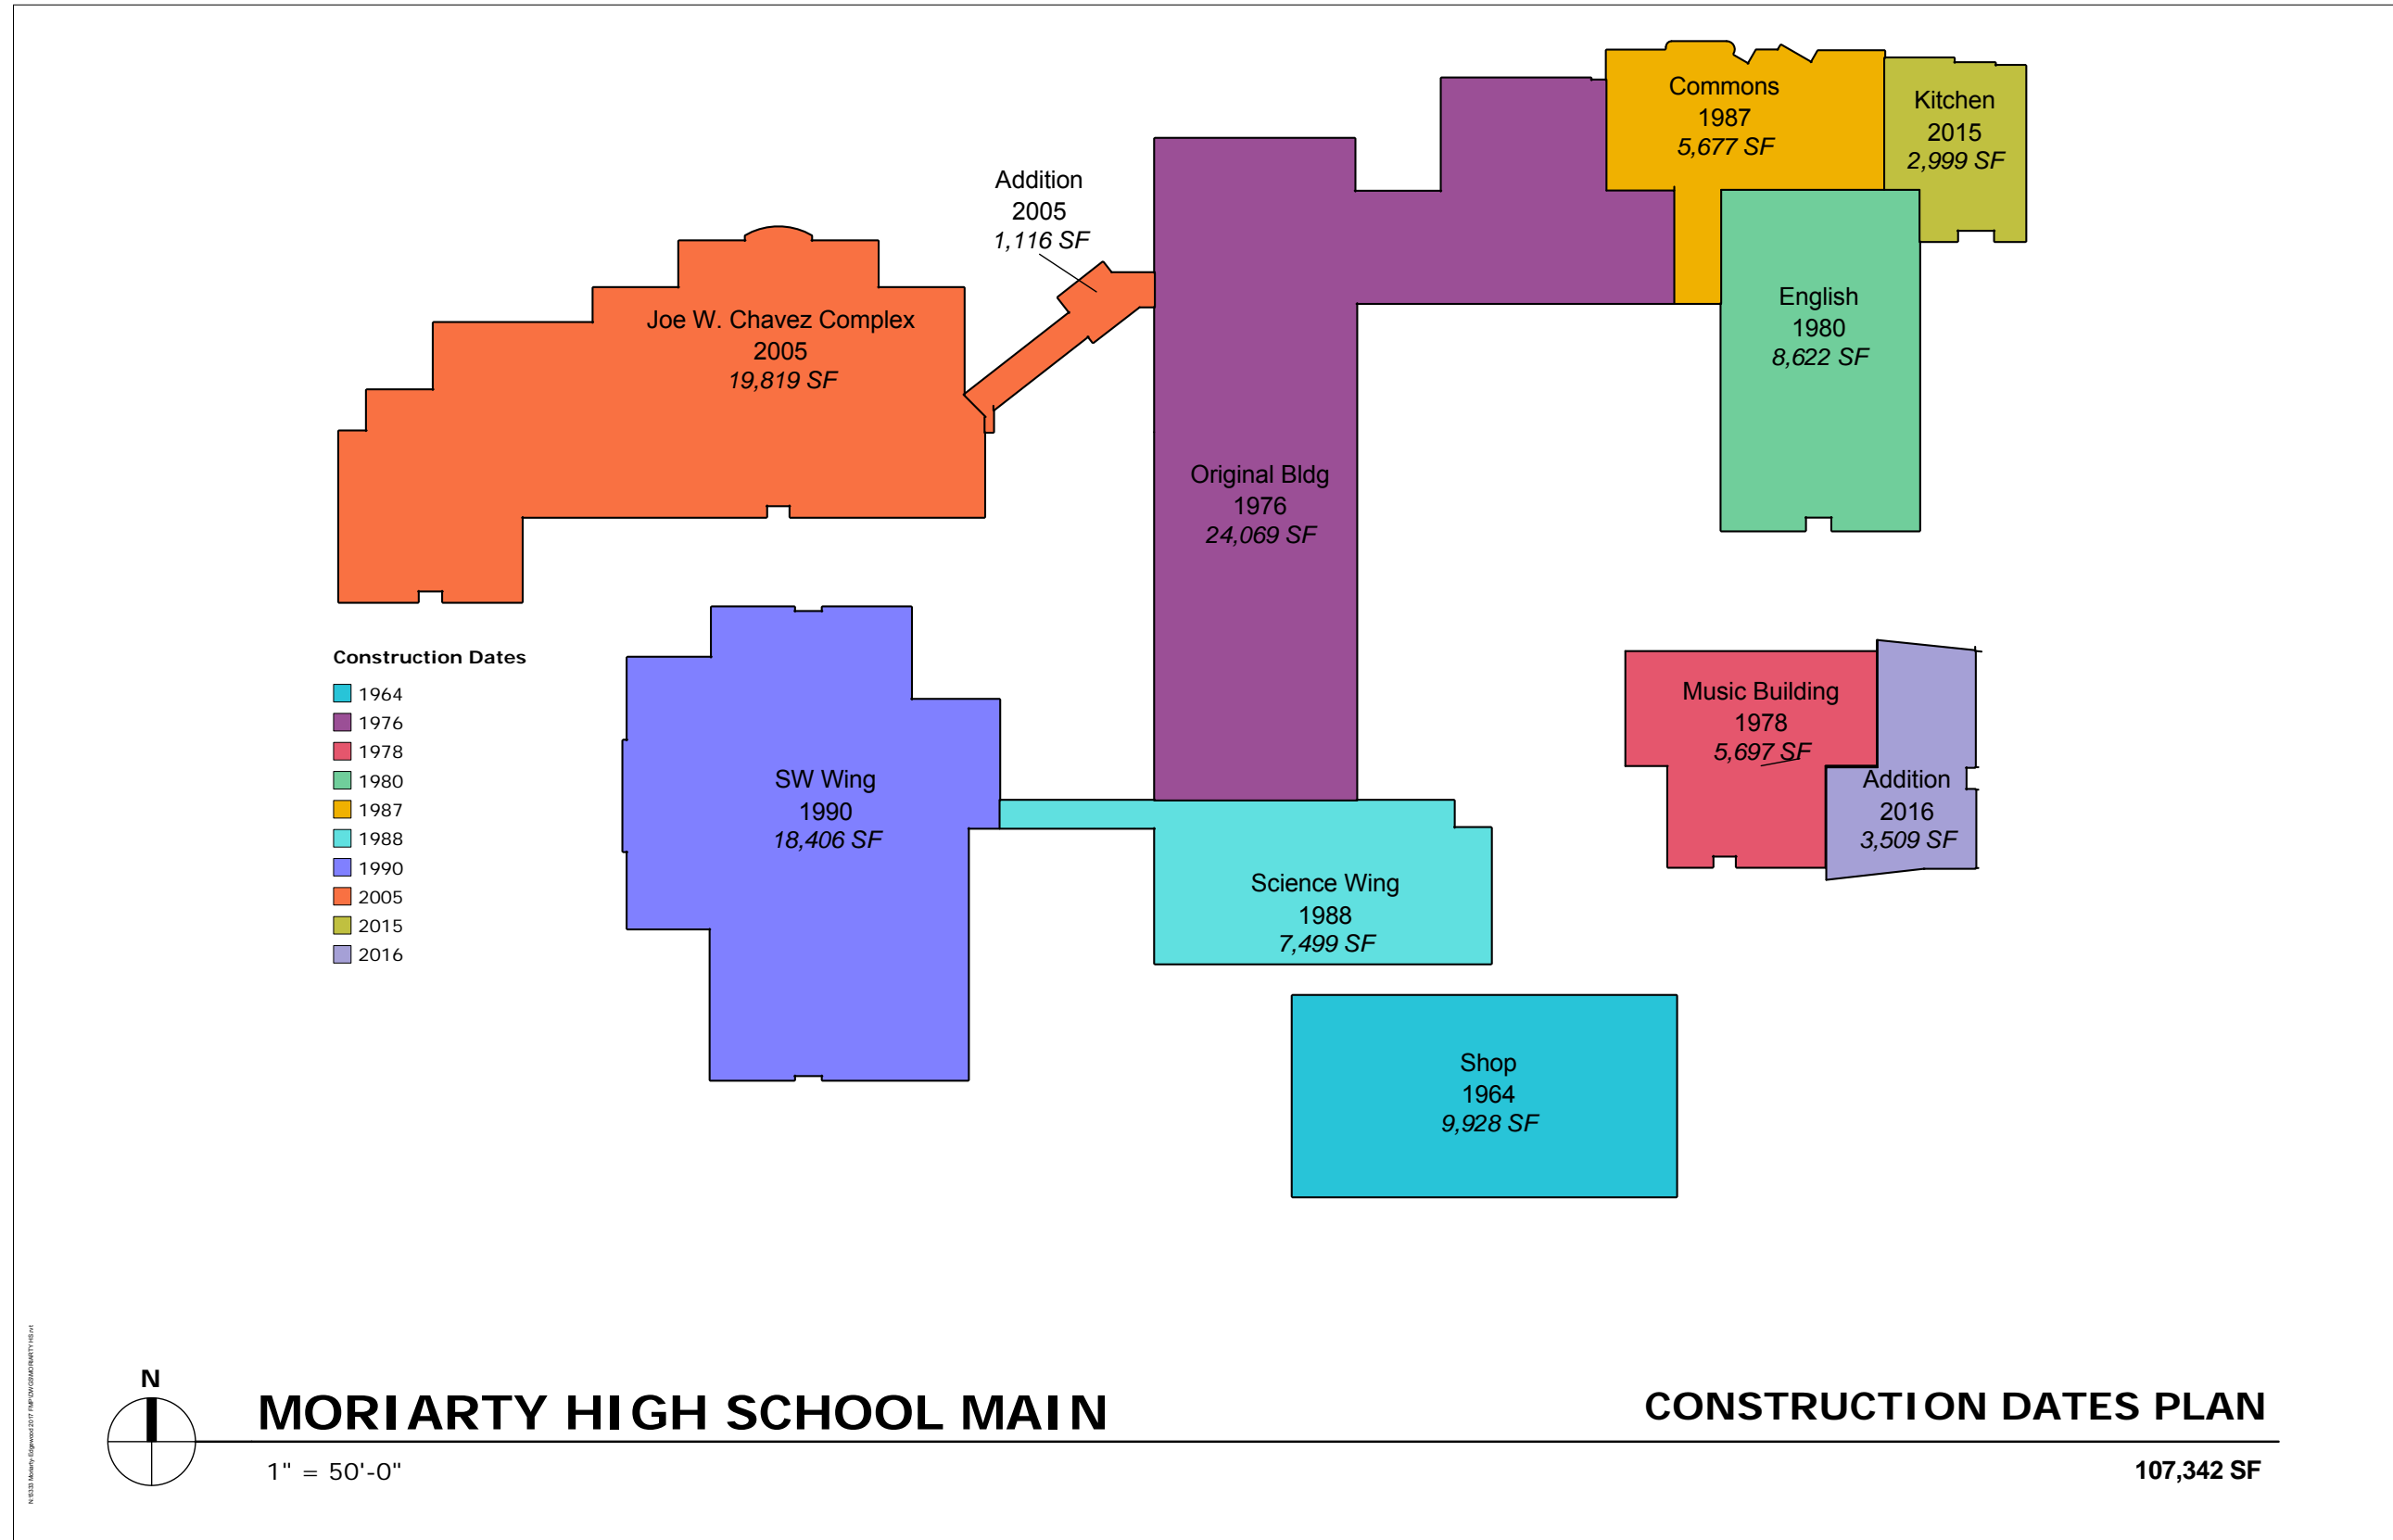 Commons
1987
5,677 SF
Kitchen
2015
2,999 SF
Addition
2005
1,116 SF
Joe W. Chavez Complex
2005
19,819 SF
English
1980
8,622 SF
Original Bldg
1976
24,069 SF
Construction Dates
1964
1976
1978
1980
1987
1988
1990
2005
2015
2016
SW Wing
1990
18,406 SF
Music Building
1978
5,697 SF
Addition
2016
3,509 SF
Science Wing
1988
7,499 SF
Shop
1964
9,928 SF
N
MORIARTY HIGH SCHOOL MAIN
CONSTRUCTION DATES PLAN
1" = 50'-0"
107,342 SF